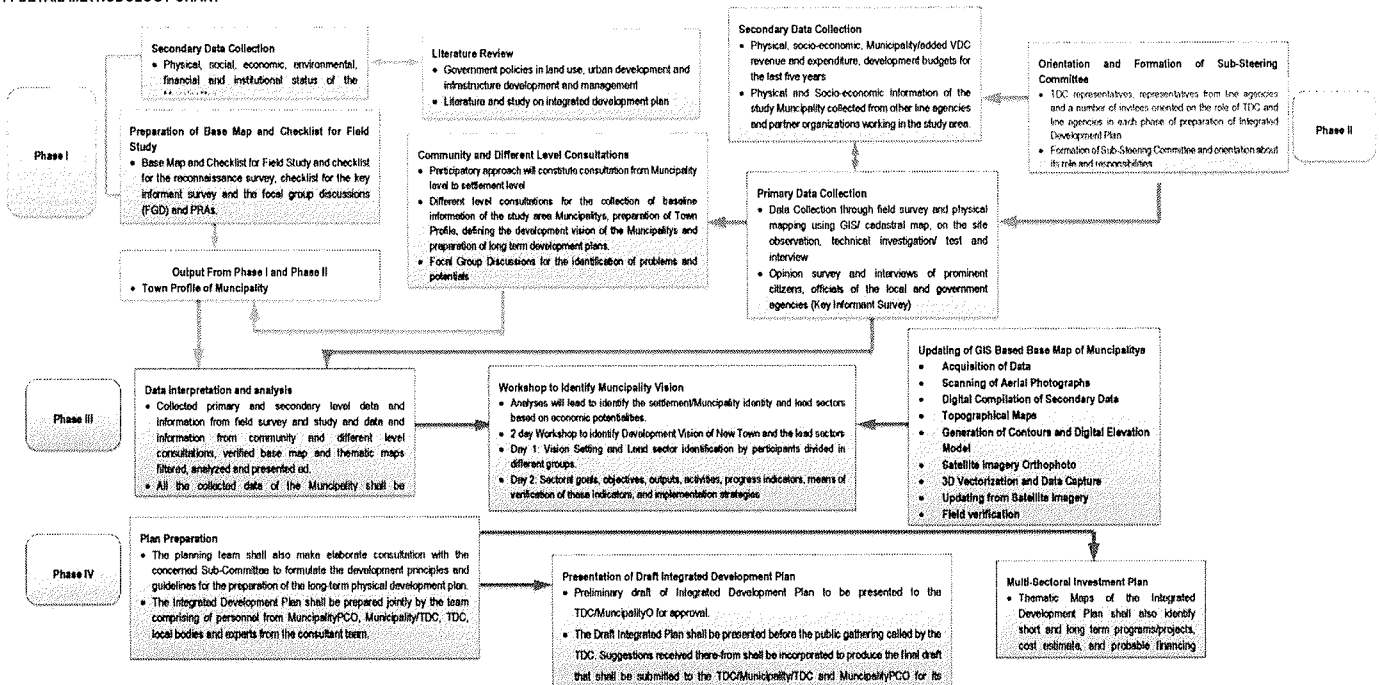 DETAIL METHODOLOGY CHART
Phase I
Secondary Data Collection
• Physical, social, economic, environmental,
financial and institutional status of the
Literature Review
• Government policies in land use, urban development and
infrastructure development and management
• Literature and study on integrated development plan
Preparation of Base Map and Checklist for Field
Study
• Base Map and Checklist for Field Study and checklist
for the reconnaissance survey, checklist for the key
informant survey and the focal group discussions
(FGD) and PRAs.
Output From Phase I and Phase II
• Town Profile of Muncipality
Community and Different Level Consultations
• Participatory approach will constitute consultation from Muncipality
level to settlement level
• Different level consultations for the collection of baseline
information of the study area Muncipalitys, preparation of Town
Profile, defining the development vision of the Muncipalitys and
preparation of long term development plans.
• Focal Group Discussions for the identification of problems and
potentials
Secondary Data Collection
• Physical, socio-economic, Municipality/added VDC
revenue and expenditure, development budgets for
the last five years
• Physical and Socio-economic Information of the
study Muncipality collected from other line agencies
and partner organizations working in the study area.
Primary Data Collection
• Data Collection through field survey and physical
mapping using GIS/ cadastral map, on the site
observation, technical investigation/ test and
interview
• Opinion survey and interviews of prominent
citizens, officials of the local and government
agencies (Key Informant Survey)
Orientation and Formation of Sub-Steering
Committee
• TDC representatives, representatives from line agencies
and a number of invitees oriented on the role of TDC and
line agencies in each phase of preparation of Integrated
Development Plan
• Formation of Sub-Steering Committee and orientation about
its role and responsibilities
Phase II
Phase III
Data Interpretation and analysis
• Collected primary and secondary level data and
information from field survey and study and data and
information from community and different level
consultations, verified base map and thematic maps
filtered, analyzed and presented ed.
• All the collected data of the Muncipality shall be
Workshop to Identify Muncipality Vision
• Analyses will lead to identify the settlement/Muncipality identity and lead sectors
based on economic potentialities.
• 2 day Workshop to identify Development Vision of New Town and the lead sectors
• Day 1: Vision Setting and Lead sector identification by participants divided in
different groups.
• Day 2: Sectoral goals, objectives, outputs, activities, progress indicators, means of
verification of those indicators, and implementation strategies
Updating of GIS Based Base Map of Muncipalitys
• Acquisition of Data
• Scanning of Aerial Photographs
• Digital Compilation of Secondary Data
• Topographical Maps
• Generation of Contours and Digital Elevation
Model
• Satellite Imagery Orthophoto
• 3D Vectorization and Data Capture
• Updating from Satellite Imagery
• Field verification
Phase IV
Plan Preparation
• The planning team shall also make elaborate consultation with the
concerned Sub-Committee to formulate the development principles and
guidelines for the preparation of the long-term physical development plan.
• The Integrated Development Plan shall be prepared jointly by the team
comprising of personnel from MuncipalityPCO, Municipality/TDC, TDC,
local bodies and experts from the consultant team.
Presentation of Draft Integrated Development Plan
• Preliminary draft of Integrated Development Plan to be presented to the
TDC/MuncipalityO for approval.
• The Draft Integrated Plan shall be presented before the public gathering called by the
TDC. Suggestions received there-from shall be incorporated to produce the final draft
that shall be submitted to the TDC/Municipality/TDC and MuncipalityPCO for its
Multi-Sectoral Investment Plan
• Thematic Maps of the Integrated
Development Plan shall also identify
short and long term programs/projects,
cost estimate, and probable financing